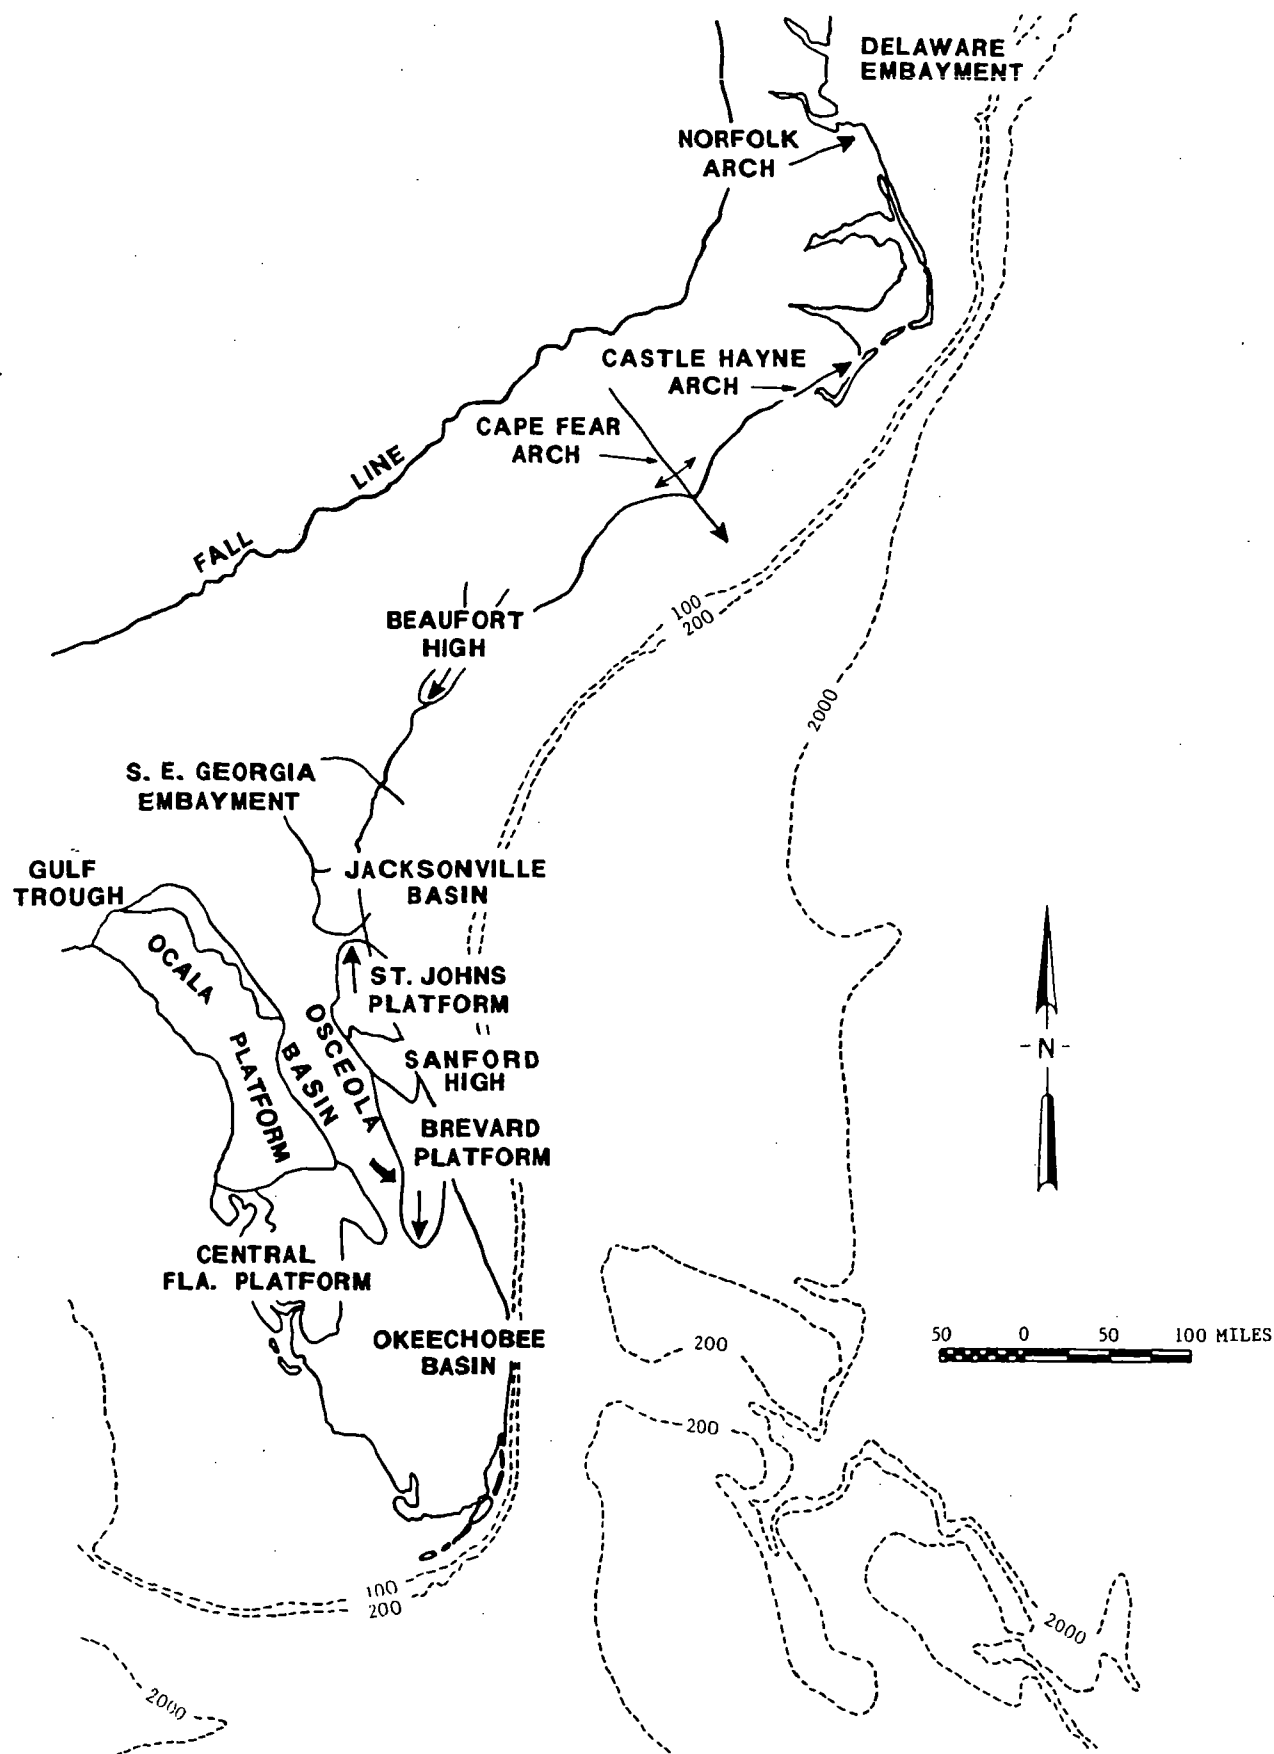 DELAWARE
EMBAYMENT
NORFOLK
ARCH
CASTLE HAYNE
ARCH
CAPE FEAR
ARCH
FALL LINE
100
200
BEAUFORT
HIGH
2000
S. E. GEORGIA
EMBAYMENT
GULF
TROUGH
JACKSONVILLE
BASIN
OCALA PLATFORM
ST. JOHNS
PLATFORM
OSCEOLA
BASIN
SANFORD
HIGH
-N-
BREVARD
PLATFORM
CENTRAL
FLA. PLATFORM
OKEECHOBEE
BASIN
50 0 50 100 MILES
200
200
100
200
2000
2000